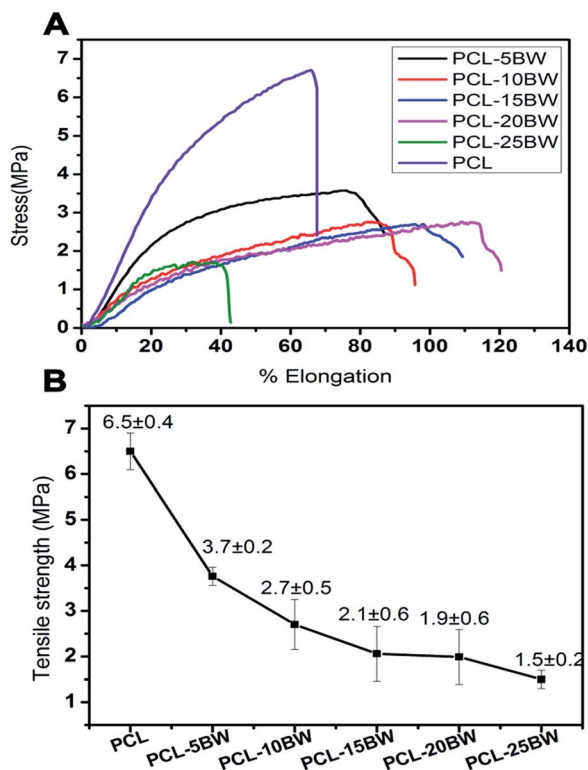 A
7
6
5
4
3
2
1
0
Stress(MPa)
PCL-5BW
PCL-10BW
PCL-15BW
PCL-20BW
PCL-25BW
PCL
0 20 40 60 80 100 120 140
% Elongation
B
7
6
5
4
3
2
1
Tensile strength (MPa)
6.5±0.4
3.7±0.2
2.7±0.5
2.1±0.6
1.9±0.6
1.5±0.2
PCL PCL-5BW PCL-10BW PCL-15BW PCL-20BW PCL-25BW